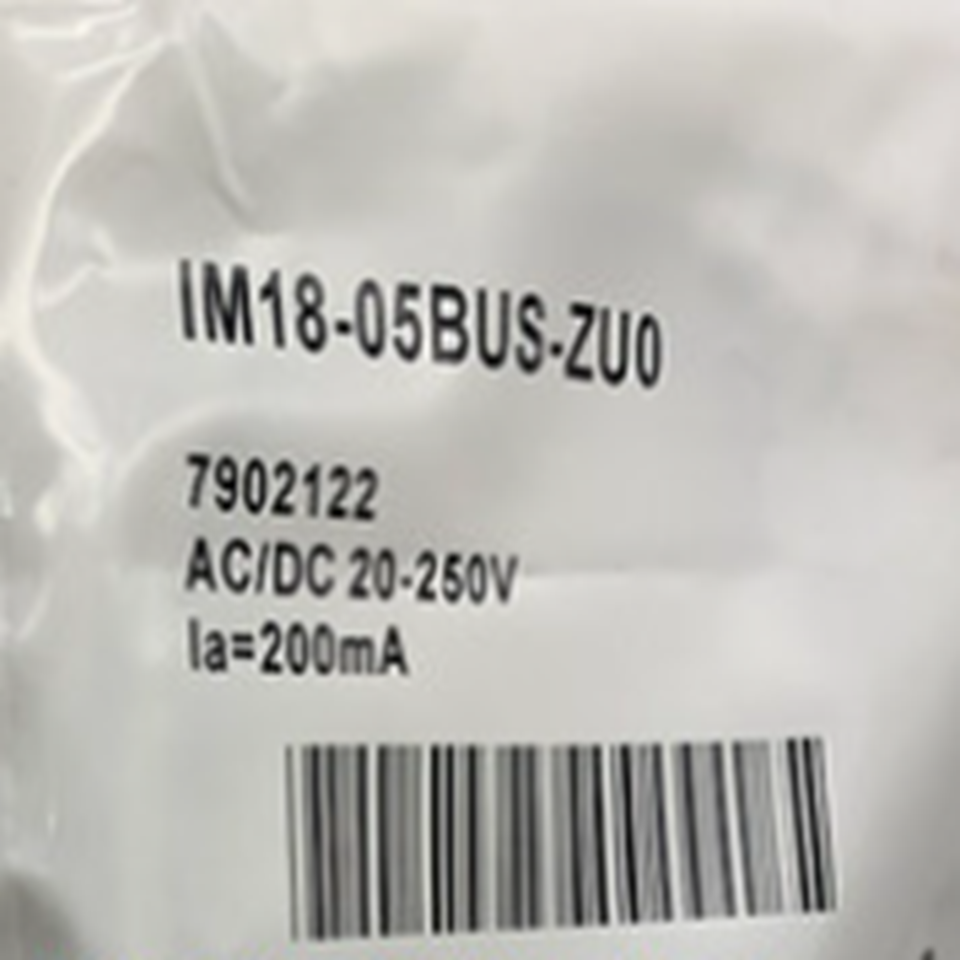 IM18-05BUS-ZU0
7902122
AC/DC 20-250V
Ia=200mA